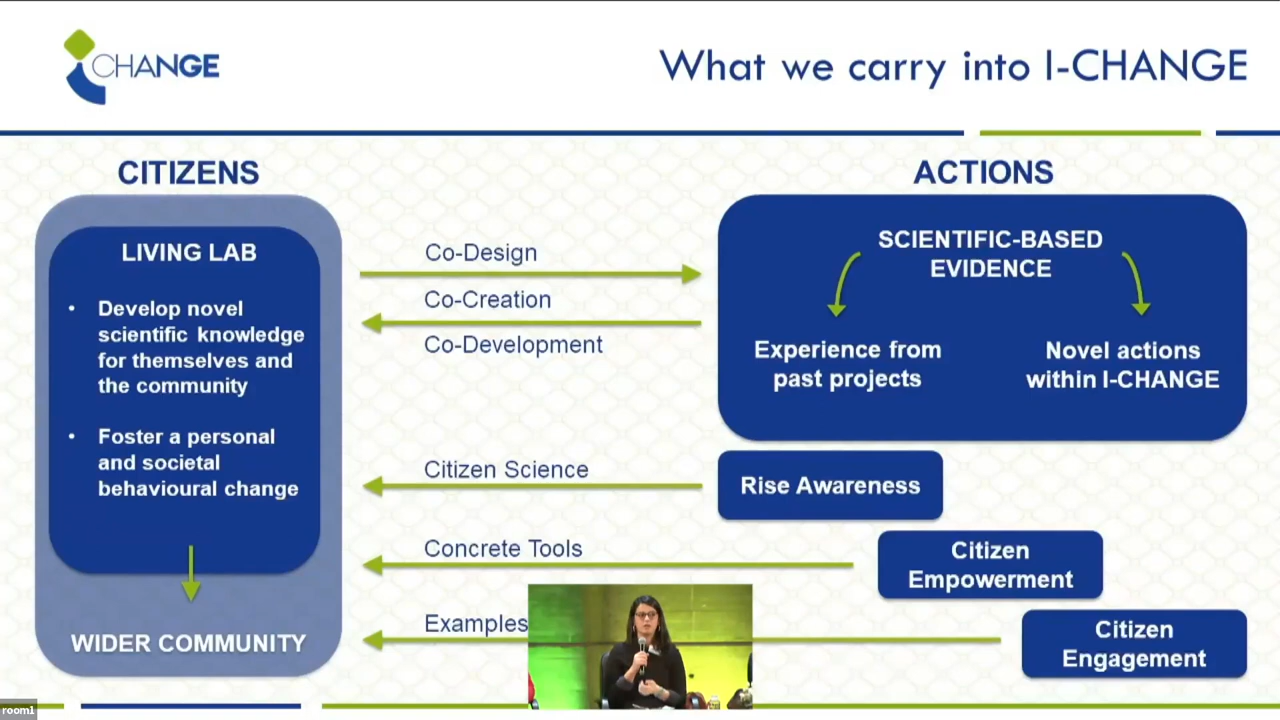 CHANGE
What we carry into I-CHANGE
CITIZENS
LIVING LAB
• Develop novel
scientific knowledge
for themselves and
the community
• Foster a personal
and societal
behavioural change
WIDER COMMUNITY
Co-Design
Co-Creation
Co-Development
Citizen Science
Concrete Tools
Examples
ACTIONS
SCIENTIFIC-BASED
EVIDENCE
Experience from
past projects
Novel actions
within I-CHANGE
Rise Awareness
Citizen
Empowerment
Citizen
Engagement
room1